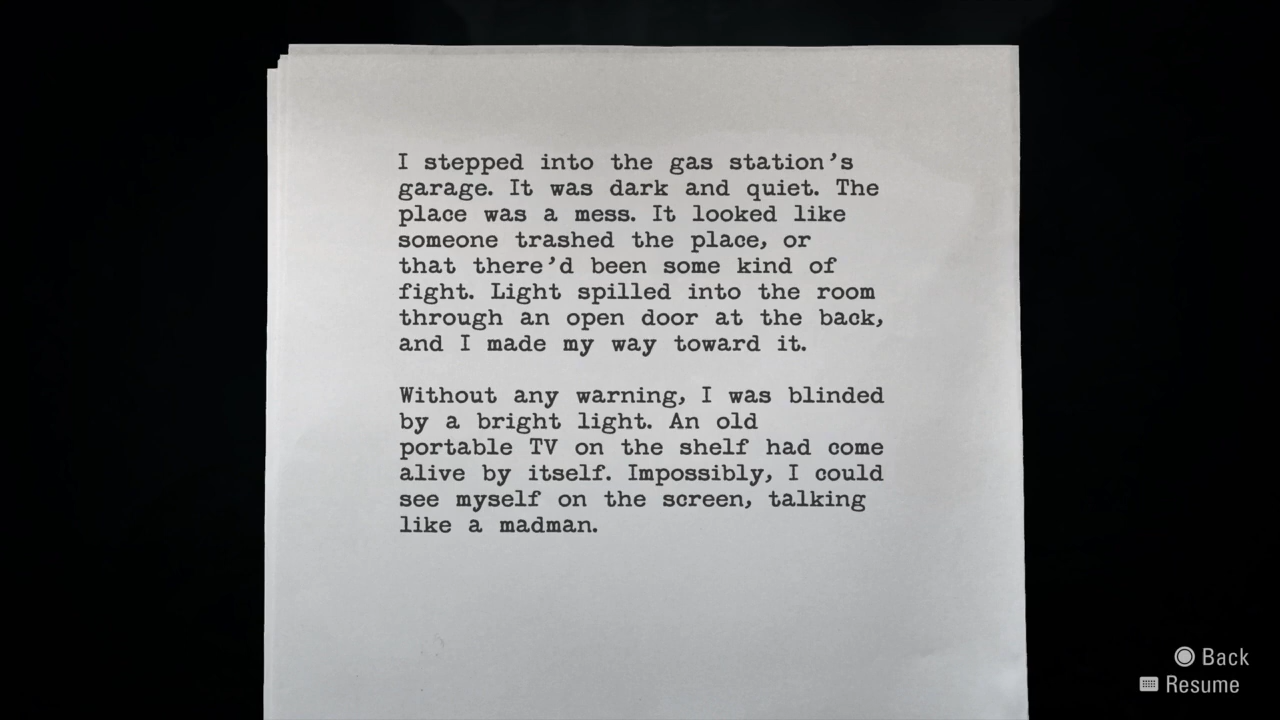 I stepped into the gas station’s
garage. It was dark and quiet. The
place was a mess. It looked like
someone trashed the place, or
that there’d been some kind of
fight. Light spilled into the room
through an open door at the back,
and I made my way toward it.
Without any warning, I was blinded
by a bright light. An old
portable TV on the shelf had come
alive by itself. Impossibly, I could
see myself on the screen, talking
like a madman.
Back
Resume